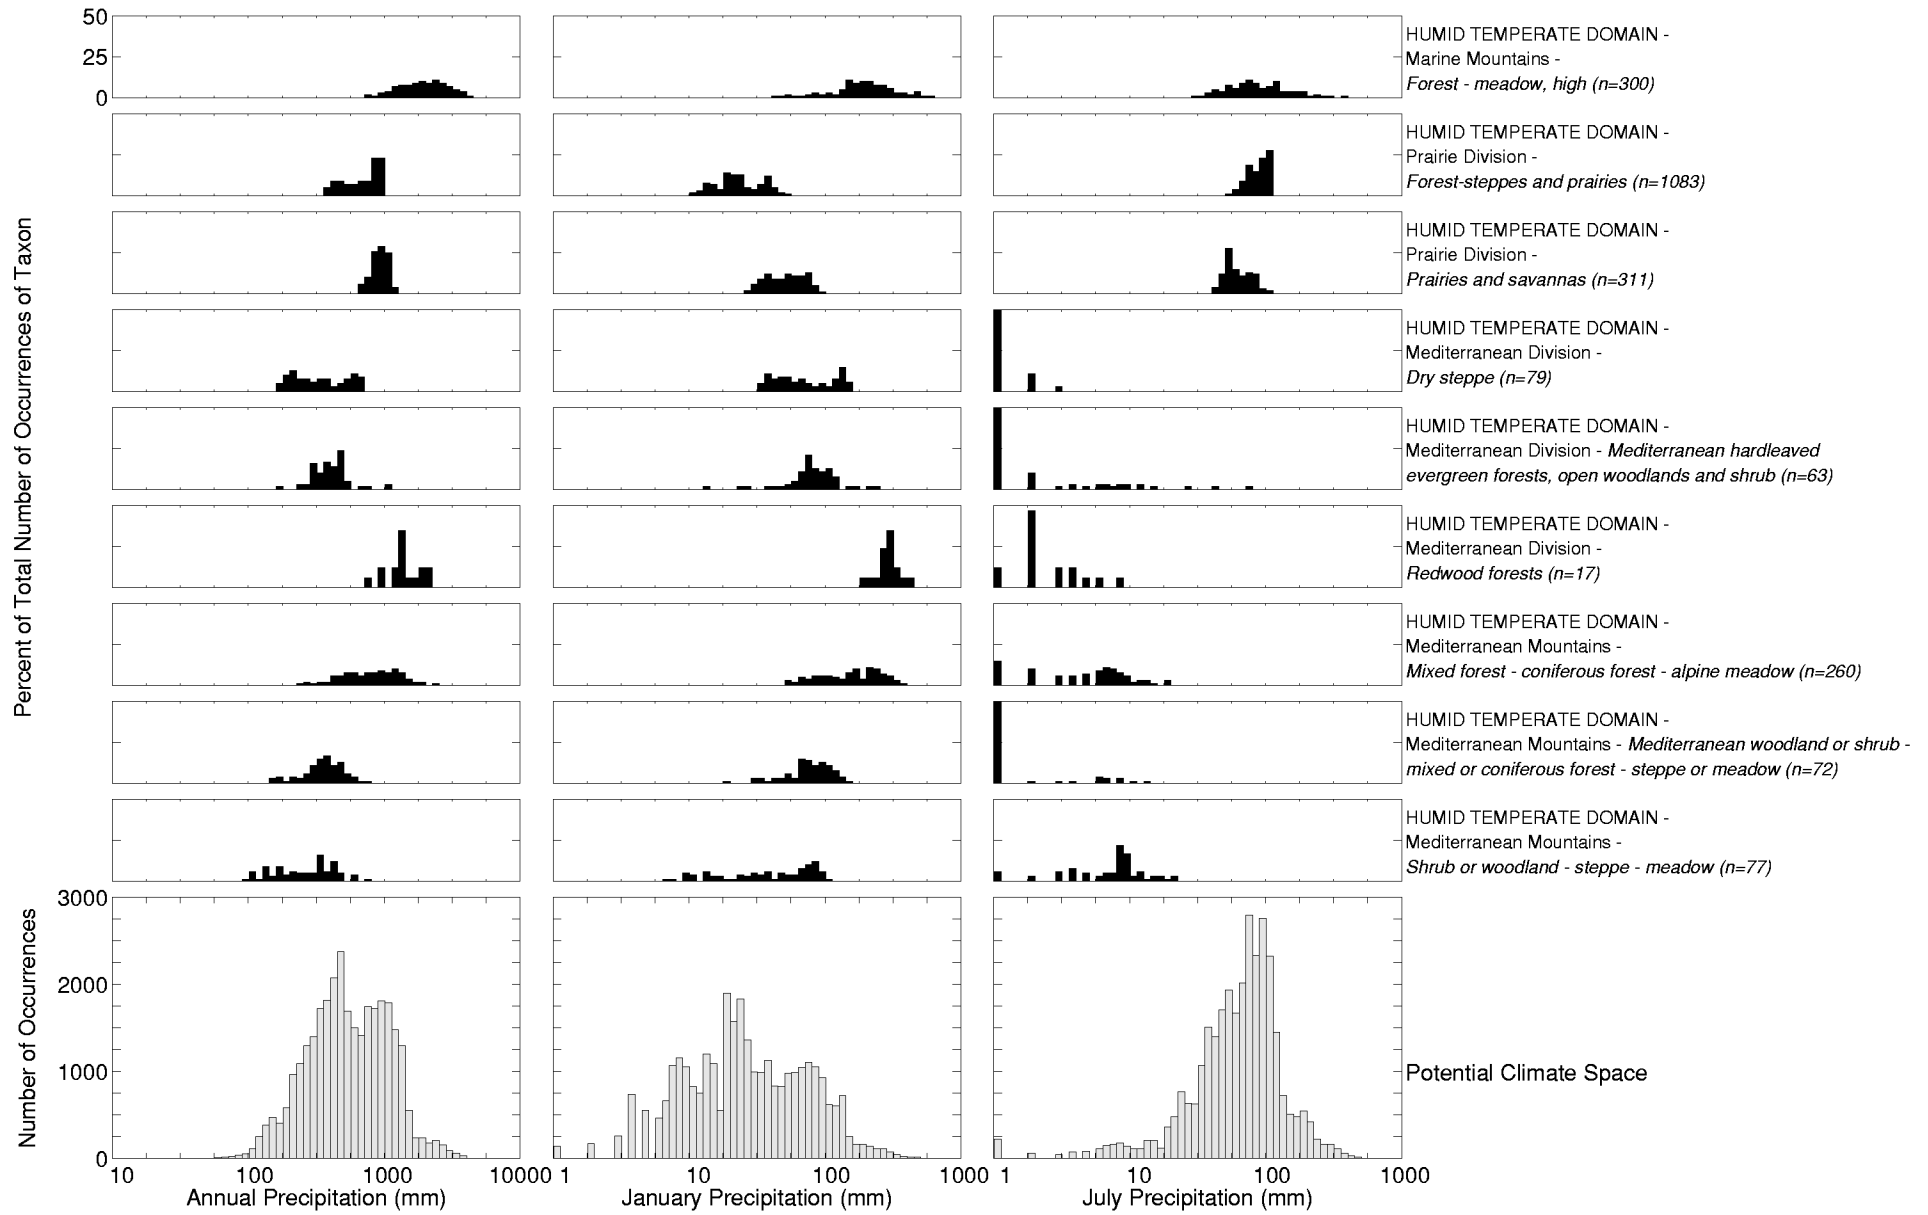 50
25
0
Percent of Total Number of Occurrences of Taxon
HUMID TEMPERATE DOMAIN -
Marine Mountains -
Forest - meadow, high (n=300)
HUMID TEMPERATE DOMAIN -
Prairie Division -
Forest-steppes and prairies (n=1083)
HUMID TEMPERATE DOMAIN -
Prairie Division -
Prairies and savannas (n=311)
HUMID TEMPERATE DOMAIN -
Mediterranean Division -
Dry steppe (n=79)
HUMID TEMPERATE DOMAIN -
Mediterranean Division - Mediterranean hardleaved
evergreen forests, open woodlands and shrub (n=63)
HUMID TEMPERATE DOMAIN -
Mediterranean Division -
Redwood forests (n=17)
HUMID TEMPERATE DOMAIN -
Mediterranean Mountains -
Mixed forest - coniferous forest - alpine meadow (n=260)
HUMID TEMPERATE DOMAIN -
Mediterranean Mountains - Mediterranean woodland or shrub -
mixed or coniferous forest - steppe or meadow (n=72)
HUMID TEMPERATE DOMAIN -
Mediterranean Mountains -
Shrub or woodland - steppe - meadow (n=77)
3000
2000
1000
0
Number of Occurrences
Potential Climate Space
10 100 1000 10000
Annual Precipitation (mm)
1 10 100 1000
January Precipitation (mm)
1 10 100 1000
July Precipitation (mm)